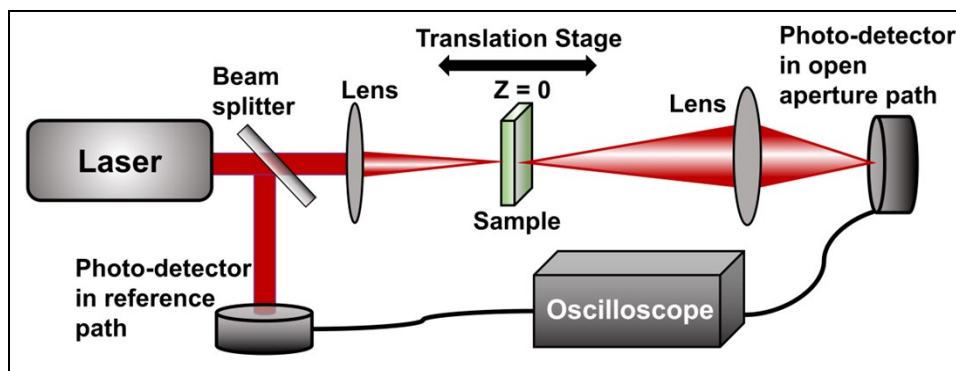 Translation Stage
Z = 0
Photo-detector
in open
aperture path
Beam
splitter
Lens
Lens
Laser
Sample
Photo-detector
in reference
path
Oscilloscope